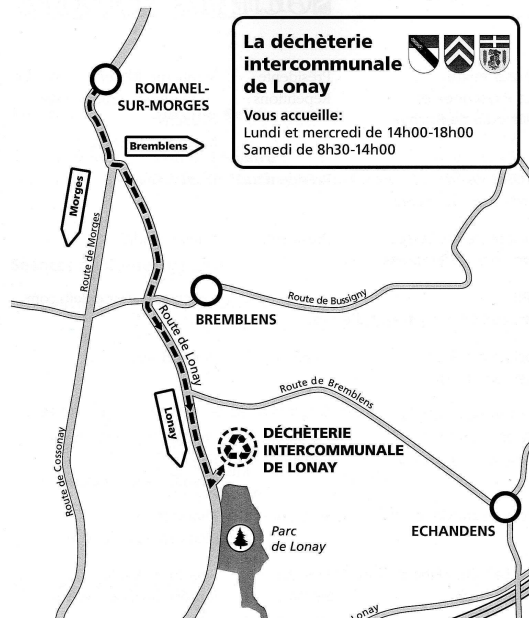 La déchèterie
intercommunale
de Lonay
Vous accueille:
Lundi et mercredi de 14h00-18h00
Samedi de 8h30-14h00
ROMANEL-
SUR-MORGES
Bremblens
Morges
Route de Morges
Route de Bussigny
BREMBLENS
Route de Lonay
Route de Bremblens
Lonay
DÉCHÈTERIE
INTERCOMMUNALE
DE LONAY
Route de Cossonay
ECHANDENS
Parc
de Lonay
Lonay